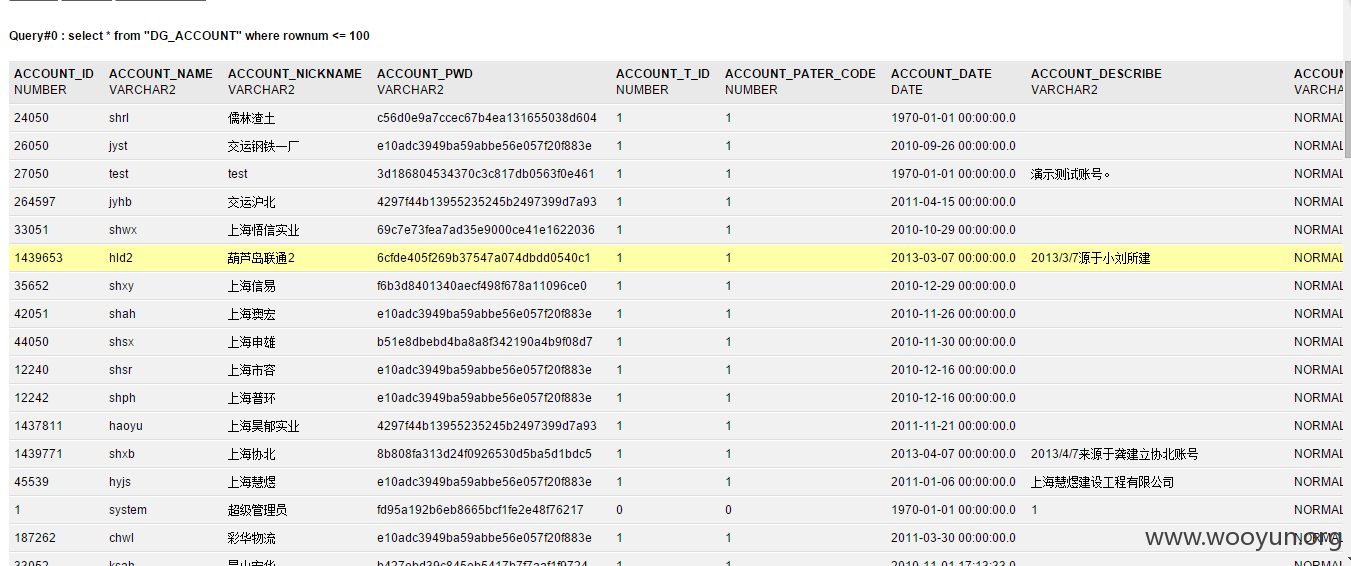 Query#0 : select * from "DG_ACCOUNT" where rownum <= 100
ACCOUNT_ID ACCOUNT_NAME ACCOUNT_NICKNAME ACCOUNT_PWD ACCOUNT_T_ID ACCOUNT_PATER_CODE ACCOUNT_DATE ACCOUNT_DESCRIBE ACCOUN
NUMBER VARCHAR2 VARCHAR2 VARCHAR2 NUMBER NUMBER DATE VARCHAR2 VARCHA
24050 shrl 儒林渣土 c56d0e9a7ccec67b4ea131655038d604 1 1 1970-01-01 00:00:00.0 NORMAL
26050 jyst 交运钢铁一厂 e10adc3949ba59abbe56e057f20f883e 1 1 2010-09-26 00:00:00.0 NORMAL
27050 test test 3d186804534370c3c817db0563f0e461 1 1 1970-01-01 00:00:00.0 演示测试账号。 NORMAL
264597 jyhb 交运沪北 4297f44b13955235245b2497399d7a93 1 1 2011-04-15 00:00:00.0 NORMAL
33051 shwx 上海悟信实业 69c7e73fea7ad35e9000ce41e1622036 1 1 2010-10-29 00:00:00.0 NORMAL
1439653 hld2 葫芦岛联通2 6cfde405f269b37547a074dbdd0540c1 1 1 2013-03-07 00:00:00.0 2013/3/7源于小刘所建 NORMAL
35652 shxy 上海信易 f6b3d8401340aecf498f678a11096ce0 1 1 2010-12-29 00:00:00.0 NORMAL
42051 shah 上海澳宏 e10adc3949ba59abbe56e057f20f883e 1 1 2010-11-26 00:00:00.0 NORMAL
44050 shsx 上海申雄 b51e8dbebd4ba8a8f342190a4b9f08d7 1 1 2010-11-30 00:00:00.0 NORMAL
12240 shsr 上海市容 e10adc3949ba59abbe56e057f20f883e 1 1 2010-12-16 00:00:00.0 NORMAL
12242 shph 上海普环 e10adc3949ba59abbe56e057f20f883e 1 1 2010-12-16 00:00:00.0 NORMAL
1437811 haoyu 上海昊郁实业 4297f44b13955235245b2497399d7a93 1 1 2011-11-21 00:00:00.0 NORMAL
1439771 shxb 上海协北 8b808fa313d24f0926530d5ba5d1bdc5 1 1 2013-04-07 00:00:00.0 2013/4/7来源于龚建立协北账号 NORMAL
45539 hyjs 上海慧煜 e10adc3949ba59abbe56e057f20f883e 1 1 2011-01-06 00:00:00.0 上海慧煜建设工程有限公司 NORMAL
1 system 超级管理员 fd95a192b6eb8665bcf1fe2e48f76217 0 0 1970-01-01 00:00:00.0 1 NORMAL
187262 chwl 彩华物流 e10adc3949ba59abbe56e057f20f883e 1 1 2011-03-30 00:00:00.0 NORMAL
www.wooyun.org